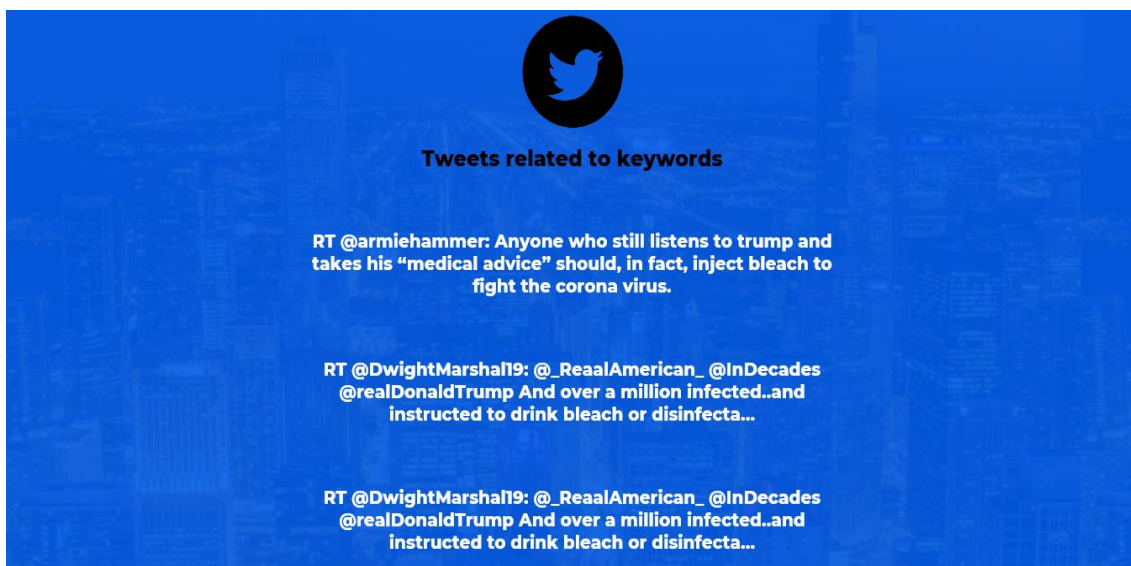 Tweets related to keywords
RT @armiehammer: Anyone who still listens to trump and
takes his “medical advice” should, in fact, inject bleach to
fight the corona virus.
RT @DwightMarshal19: @_ReaalAmerican_ @InDecades
@realDonaldTrump And over a million infected..and
instructed to drink bleach or disinfecta...
RT @DwightMarshal19: @_ReaalAmerican_ @InDecades
@realDonaldTrump And over a million infected..and
instructed to drink bleach or disinfecta...